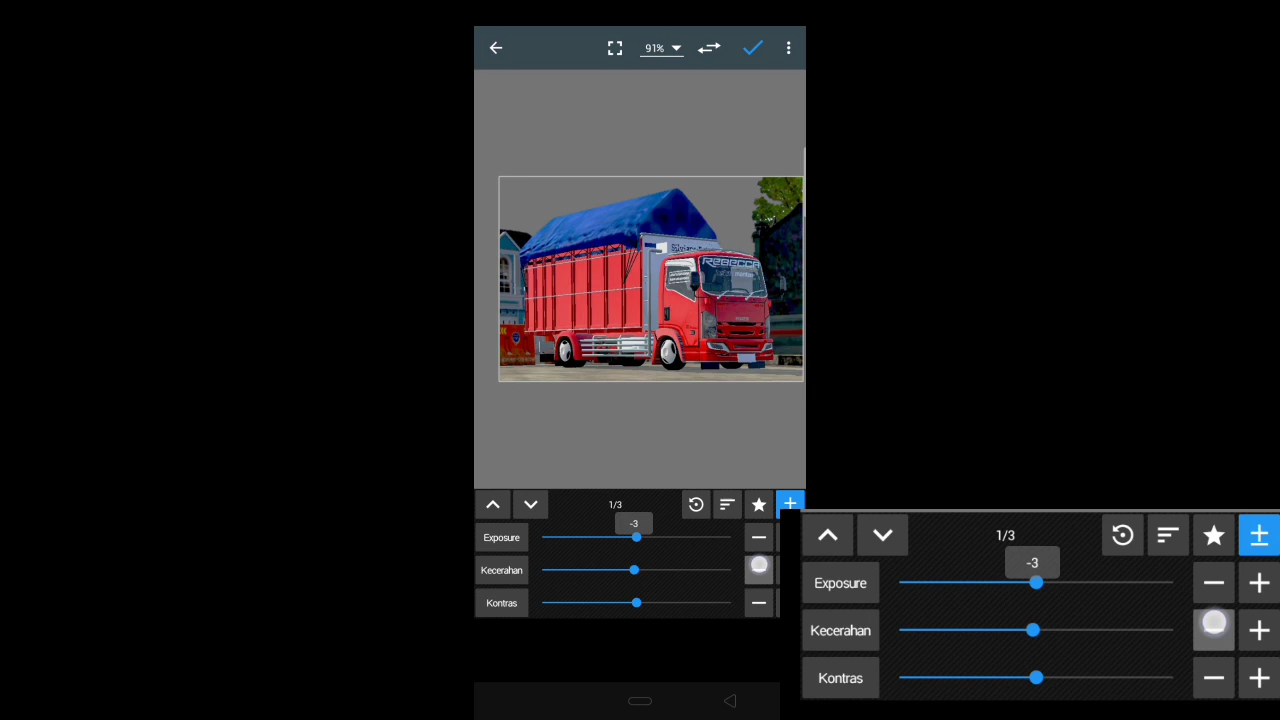 91%
REBECCA
1/3
-3
Exposure
Kecerahan
Kontras
1/3
-3
Exposure
Kecerahan
Kontras